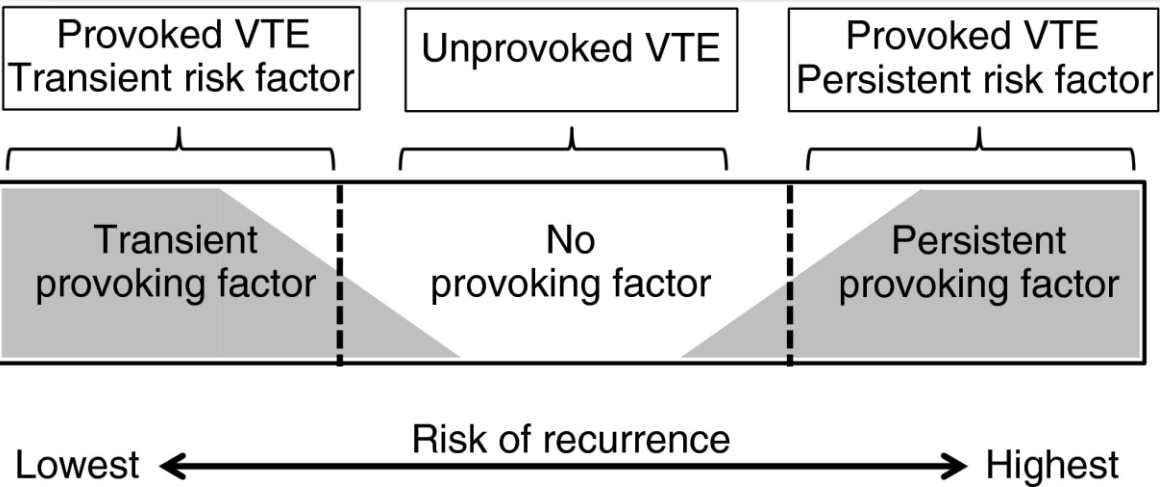 Provoked VTE
Transient risk factor
Unprovoked VTE
Provoked VTE
Persistent risk factor
Transient
provoking factor
No
provoking factor
Persistent
provoking factor
Risk of recurrence
Lowest
Highest